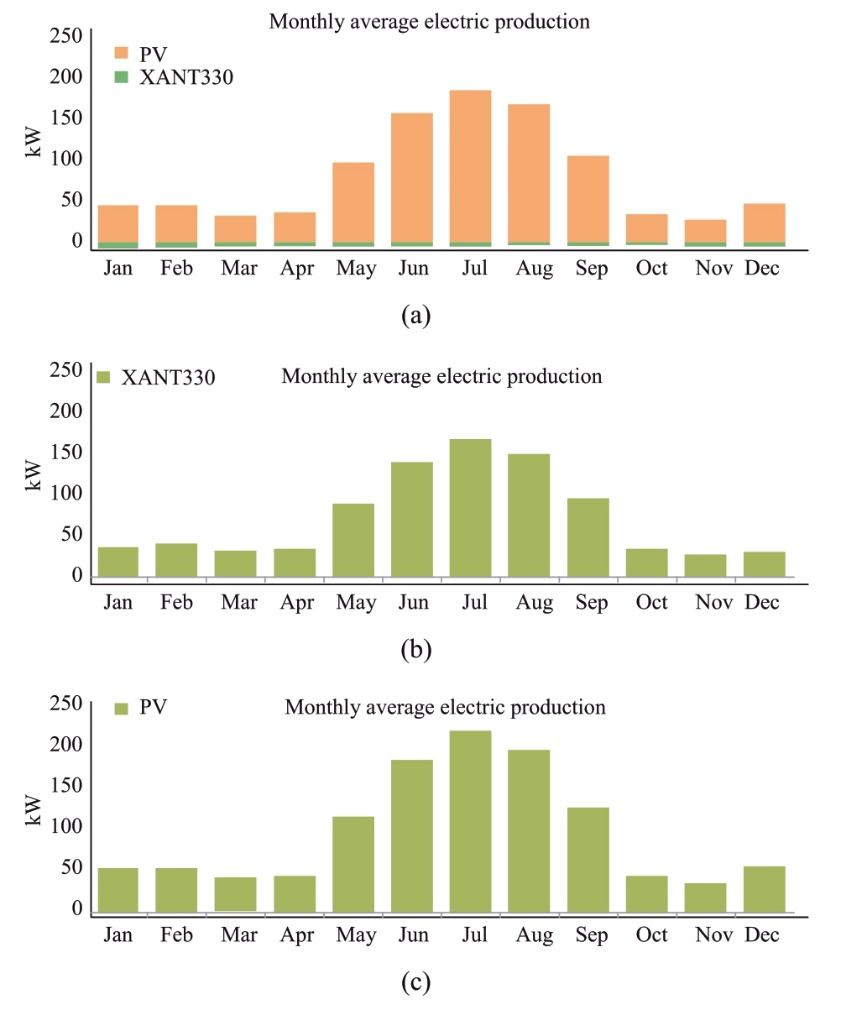 Monthly average electric production
250
PV
200
XANT330
150
kW
100
50
0
Jan Feb Mar Apr May Jun Jul Aug Sep Oct Nov Dec
(a)
250
XANT330 Monthly average electric production
200
150
kW
100
50
0
Jan Feb Mar Apr May Jun Jul Aug Sep Oct Nov Dec
(b)
250
PV Monthly average electric production
200
150
kW
100
50
0
Jan Feb Mar Apr May Jun Jul Aug Sep Oct Nov Dec
(c)